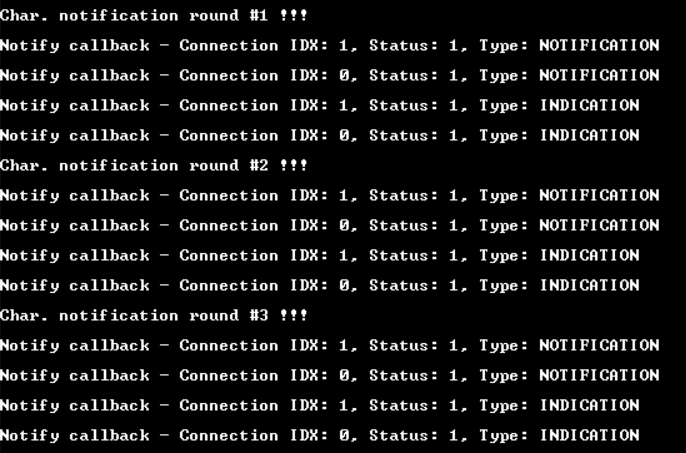 Char. notification round #1 !!!
Notify callback - Connection IDX: 1, Status: 1, Type: NOTIFICATION
Notify callback - Connection IDX: 0, Status: 1, Type: NOTIFICATION
Notify callback - Connection IDX: 1, Status: 1, Type: INDICATION
Notify callback - Connection IDX: 0, Status: 1, Type: INDICATION
Char. notification round #2 !!!
Notify callback - Connection IDX: 1, Status: 1, Type: NOTIFICATION
Notify callback - Connection IDX: 0, Status: 1, Type: NOTIFICATION
Notify callback - Connection IDX: 1, Status: 1, Type: INDICATION
Notify callback - Connection IDX: 0, Status: 1, Type: INDICATION
Char. notification round #3 !!!
Notify callback - Connection IDX: 1, Status: 1, Type: NOTIFICATION
Notify callback - Connection IDX: 0, Status: 1, Type: NOTIFICATION
Notify callback - Connection IDX: 1, Status: 1, Type: INDICATION
Notify callback - Connection IDX: 0, Status: 1, Type: INDICATION